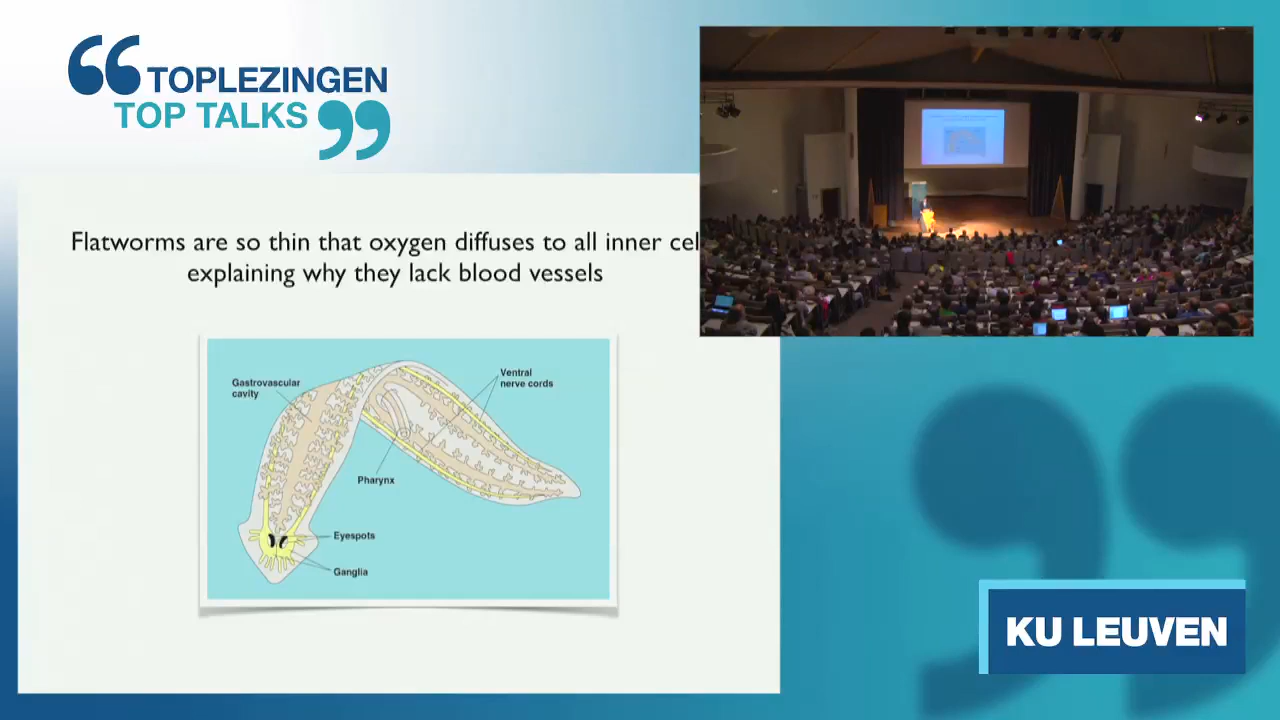 TOPLEZINGEN
TOP TALKS
Flatworms are so thin that oxygen diffuses to all inner
explaining why they lack blood vessels
Gastrovascular
cavity
Ventral
nerve cords
Pharynx
Eyespots
Ganglia
KU LEUVEN